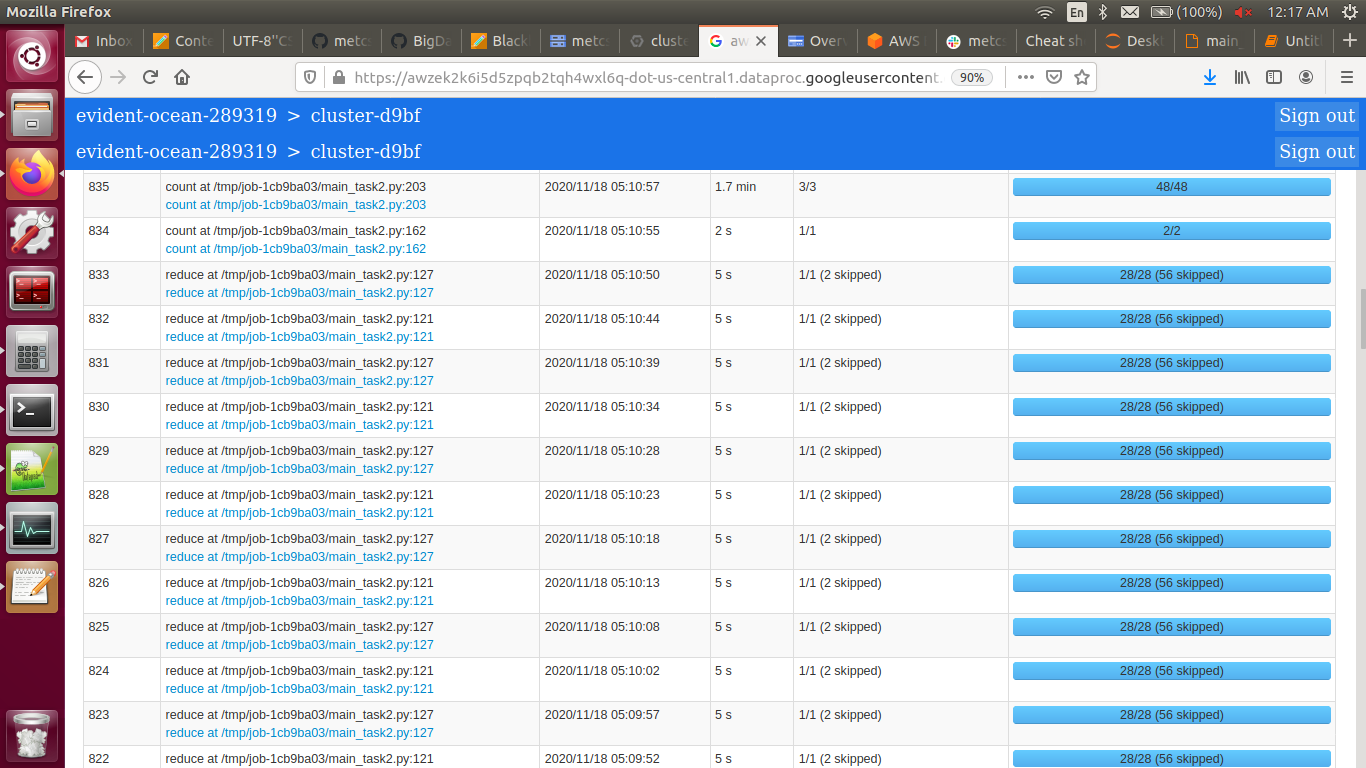 Mozilla Firefox
En
(100%)
12:17 AM
Inbox
Conte
UTF-8''C
metcs
BigDa
Black
metcs
cluste
aw
Overv
AWS
metcs
Cheat sh
Desk
main_
Untit
https://awzek2k6i5d5zpqb2tqh4wxl6q-dot-us-central1.dataproc.googleusercontent.
90%
evident-ocean-289319 > cluster-d9bf
Sign out
evident-ocean-289319 > cluster-d9bf
Sign out
835 count at /tmp/job-1cb9ba03/main_task2.py:203 2020/11/18 05:10:57 1.7 min 3/3 48/48
count at /tmp/job-1cb9ba03/main_task2.py:203
834 count at /tmp/job-1cb9ba03/main_task2.py:162 2020/11/18 05:10:55 2 s 1/1 2/2
count at /tmp/job-1cb9ba03/main_task2.py:162
833 reduce at /tmp/job-1cb9ba03/main_task2.py:127 2020/11/18 05:10:50 5 s 1/1 (2 skipped) 28/28 (56 skipped)
reduce at /tmp/job-1cb9ba03/main_task2.py:127
832 reduce at /tmp/job-1cb9ba03/main_task2.py:121 2020/11/18 05:10:44 5 s 1/1 (2 skipped) 28/28 (56 skipped)
reduce at /tmp/job-1cb9ba03/main_task2.py:121
831 reduce at /tmp/job-1cb9ba03/main_task2.py:127 2020/11/18 05:10:39 5 s 1/1 (2 skipped) 28/28 (56 skipped)
reduce at /tmp/job-1cb9ba03/main_task2.py:127
830 reduce at /tmp/job-1cb9ba03/main_task2.py:121 2020/11/18 05:10:34 5 s 1/1 (2 skipped) 28/28 (56 skipped)
reduce at /tmp/job-1cb9ba03/main_task2.py:121
829 reduce at /tmp/job-1cb9ba03/main_task2.py:127 2020/11/18 05:10:28 5 s 1/1 (2 skipped) 28/28 (56 skipped)
reduce at /tmp/job-1cb9ba03/main_task2.py:127
828 reduce at /tmp/job-1cb9ba03/main_task2.py:121 2020/11/18 05:10:23 5 s 1/1 (2 skipped) 28/28 (56 skipped)
reduce at /tmp/job-1cb9ba03/main_task2.py:121
827 reduce at /tmp/job-1cb9ba03/main_task2.py:127 2020/11/18 05:10:18 5 s 1/1 (2 skipped) 28/28 (56 skipped)
reduce at /tmp/job-1cb9ba03/main_task2.py:127
826 reduce at /tmp/job-1cb9ba03/main_task2.py:121 2020/11/18 05:10:13 5 s 1/1 (2 skipped) 28/28 (56 skipped)
reduce at /tmp/job-1cb9ba03/main_task2.py:121
825 reduce at /tmp/job-1cb9ba03/main_task2.py:127 2020/11/18 05:10:08 5 s 1/1 (2 skipped) 28/28 (56 skipped)
reduce at /tmp/job-1cb9ba03/main_task2.py:127
824 reduce at /tmp/job-1cb9ba03/main_task2.py:121 2020/11/18 05:10:02 5 s 1/1 (2 skipped) 28/28 (56 skipped)
reduce at /tmp/job-1cb9ba03/main_task2.py:121
823 reduce at /tmp/job-1cb9ba03/main_task2.py:127 2020/11/18 05:09:57 5 s 1/1 (2 skipped) 28/28 (56 skipped)
reduce at /tmp/job-1cb9ba03/main_task2.py:127
822 reduce at /tmp/job-1cb9ba03/main_task2.py:121 2020/11/18 05:09:52 5 s 1/1 (2 skipped) 28/28 (56 skipped)